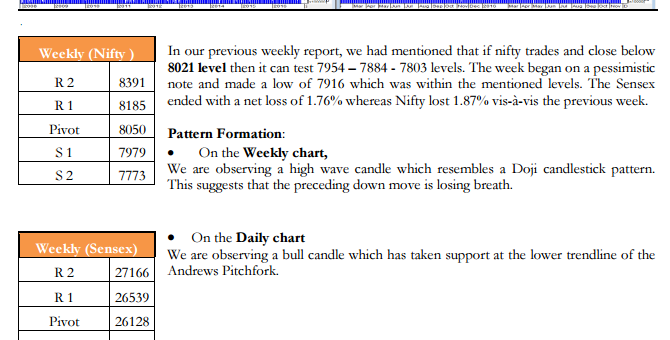 Weekly (Nifty )
R 2 8391
R 1 8185
Pivot 8050
S 1 7979
S 2 7773
In our previous weekly report, we had mentioned that if nifty trades and close below
8021 level then it can test 7954 – 7884 - 7803 levels. The week began on a pessimistic
note and made a low of 7916 which was within the mentioned levels. The Sensex
ended with a net loss of 1.76% whereas Nifty lost 1.87% vis-à-vis the previous week.
Pattern Formation:
• On the Weekly chart,
We are observing a high wave candle which resembles a Doji candlestick pattern.
This suggests that the preceding down move is losing breath.
Weekly (Sensex)
R 2 27166
R 1 26539
Pivot 26128
• On the Daily chart
We are observing a bull candle which has taken support at the lower trendline of the
Andrews Pitchfork.